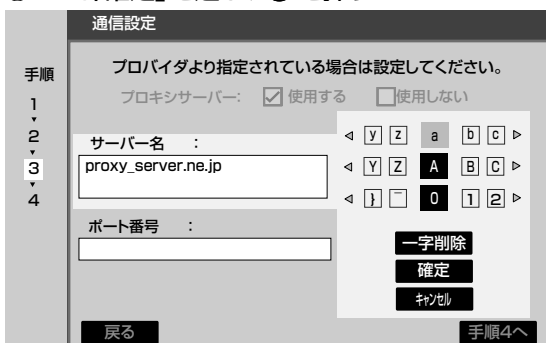 通信設定
手順
1
2
3
4
プロバイダより指定されている場合は設定してください。
プロキシサーバー: 使用する 使用しない
サーバー名 :
proxy_server.ne.jp
y z a b c
Y Z A B C
} ¯ 0 1 2
ポート番号 :
一字削除
確定
キャンセル
戻る 手順4へ